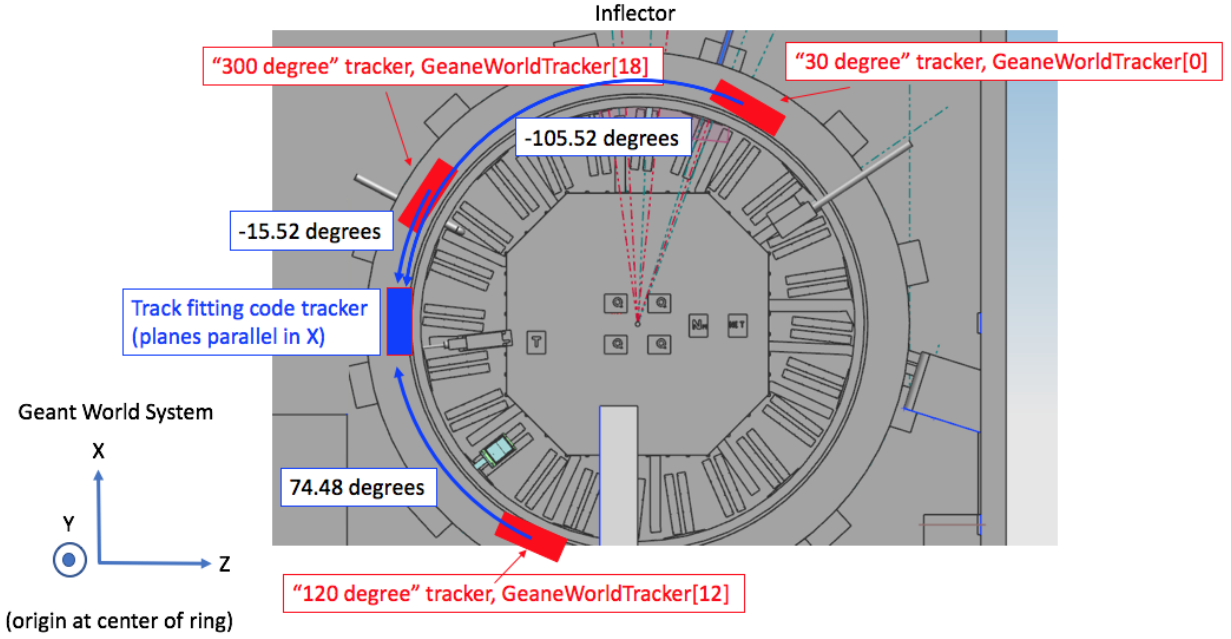 Inflector
“300 degree” tracker, GeaneWorldTracker[18]
“30 degree” tracker, GeaneWorldTracker[0]
-105.52 degrees
-15.52 degrees
Track fitting code tracker
(planes parallel in X)
Q
Q
Q
Q
T
NET
Geant World System
X
Y
Z
74.48 degrees
“120 degree” tracker, GeaneWorldTracker[12]
(origin at center of ring)